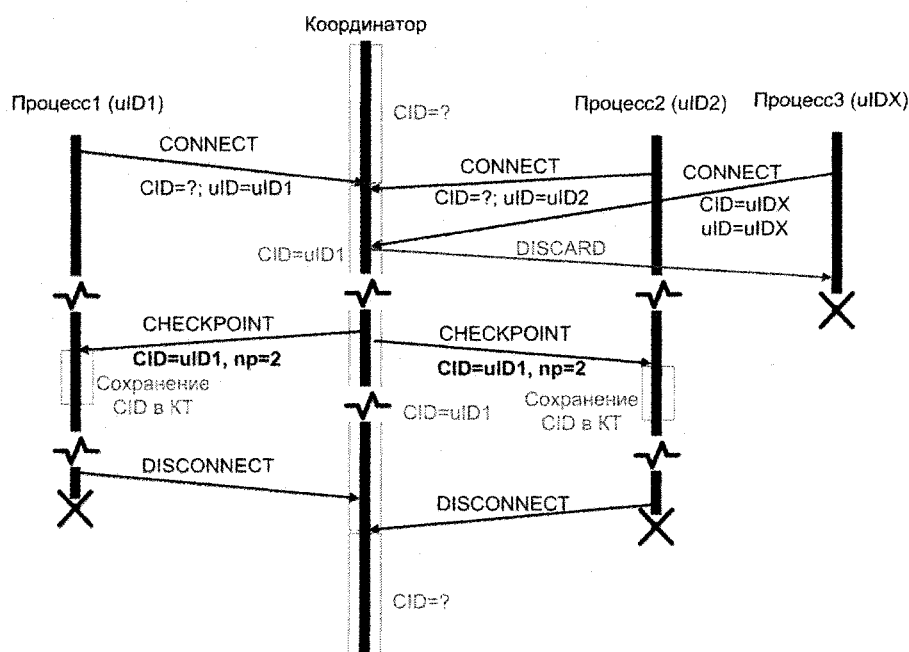 Координатор
Процесс1 (uID1)
Процесс2 (uID2)
Процесс3 (uIDX)
CID=?
CONNECT
CID=?; uID=uID1
CONNECT
CID=?; uID=uID2
CONNECT
CID=uIDX
uID=uIDX
CID=uID1
DISCARD
CHECKPOINT
CID=uID1, np=2
CHECKPOINT
CID=uID1, np=2
Сохранение
CID в КТ
CID=uID1
Сохранение
CID в КТ
DISCONNECT
DISCONNECT
CID=?